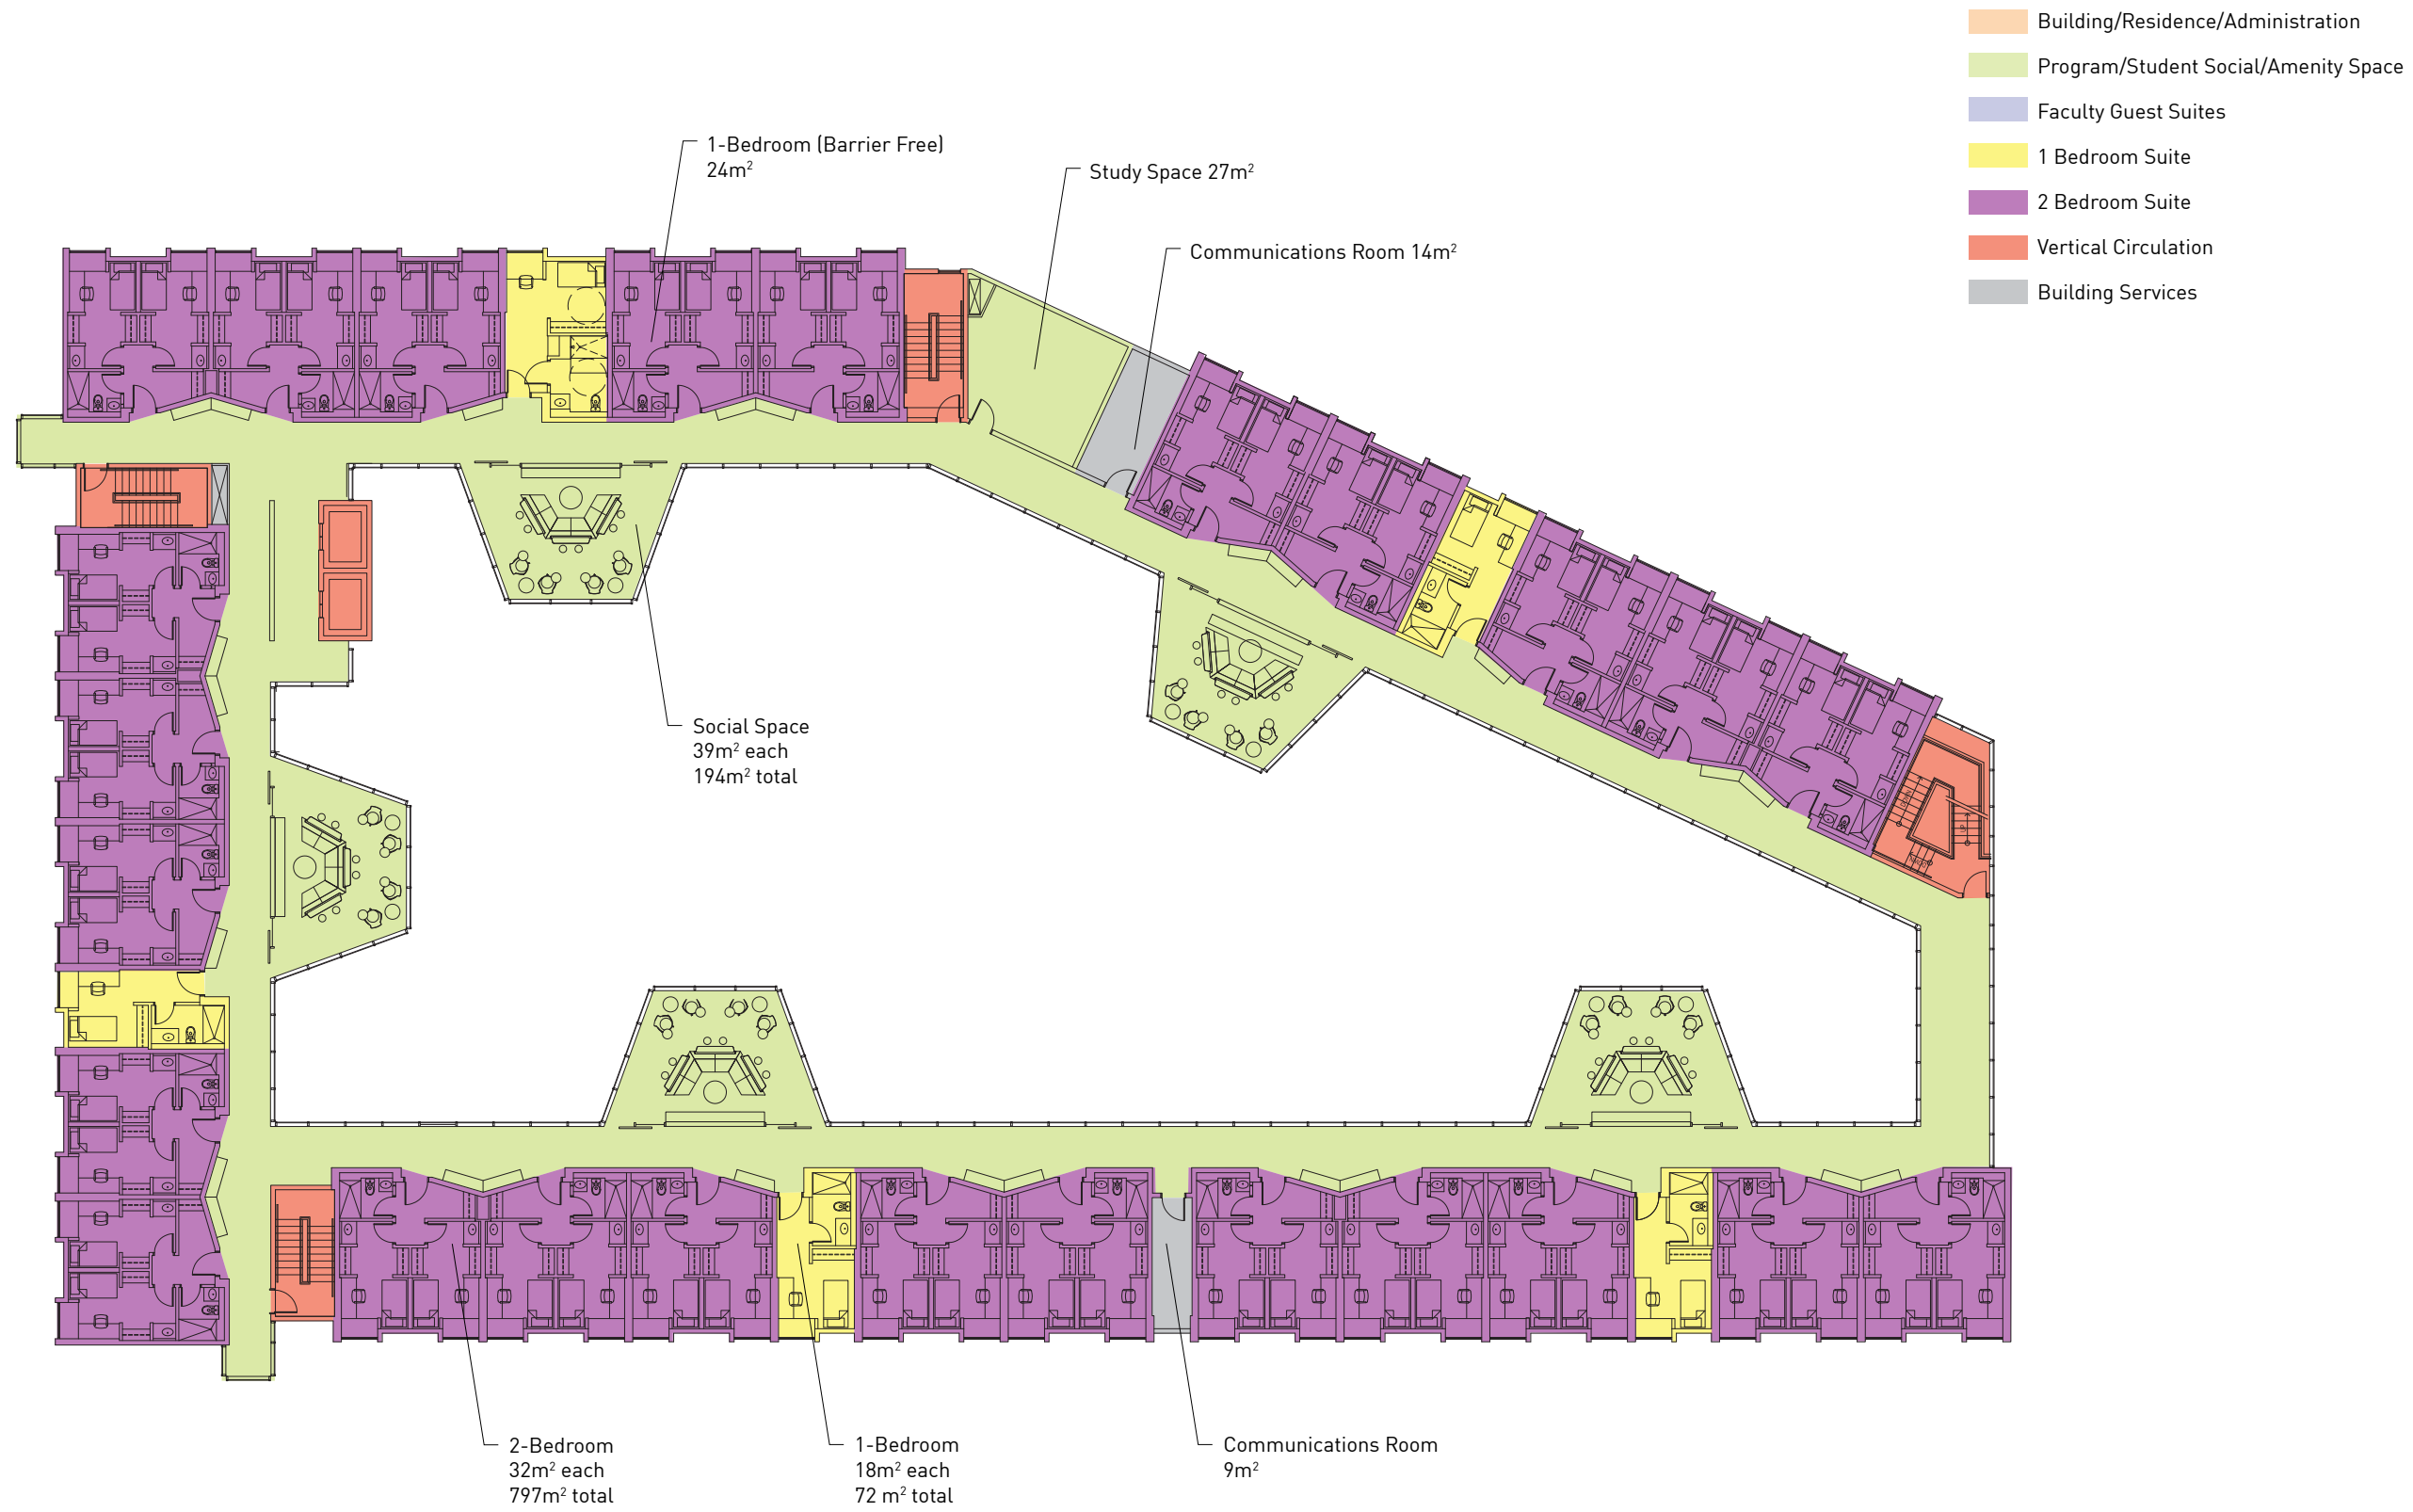 Building/Residence/Administration
Program/Student Social/Amenity Space
Faculty Guest Suites
1 Bedroom Suite
2 Bedroom Suite
Vertical Circulation
Building Services
1-Bedroom (Barrier Free)
24m²
Study Space 27m²
Communications Room 14m²
Social Space
39m² each
194m² total
2-Bedroom
32m² each
797m² total
1-Bedroom
18m² each
72 m² total
Communications Room
9m²